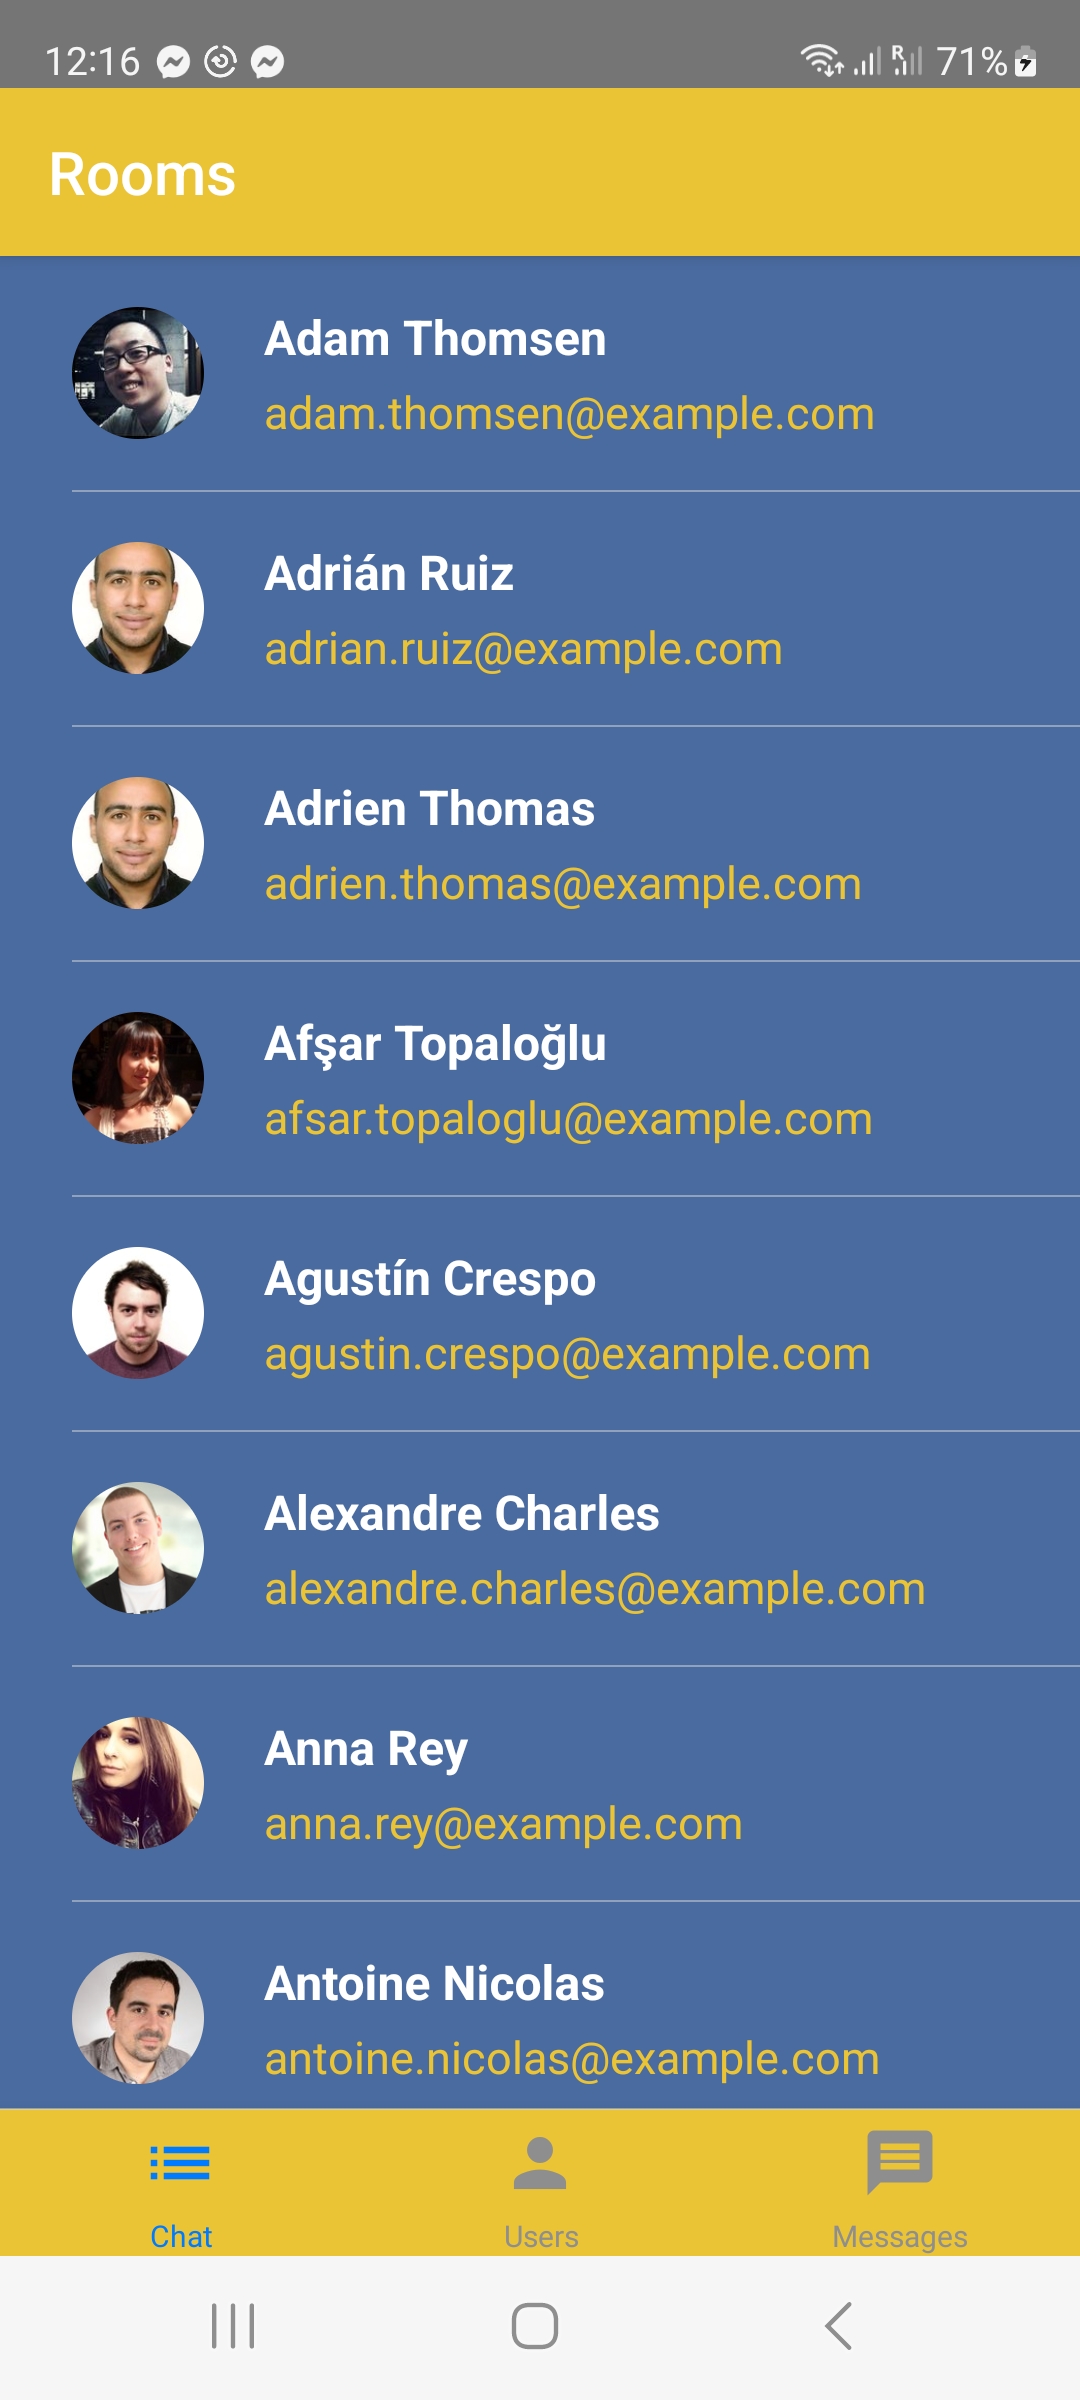 12:16 R 71%
Rooms
Adam Thomsen
adam.thomsen@example.com
Adrián Ruiz
adrian.ruiz@example.com
Adrien Thomas
adrien.thomas@example.com
Afşar Topaloğlu
afsar.topaloglu@example.com
Agustín Crespo
agustin.crespo@example.com
Alexandre Charles
alexandre.charles@example.com
Anna Rey
anna.rey@example.com
Antoine Nicolas
antoine.nicolas@example.com
Chat Users Messages